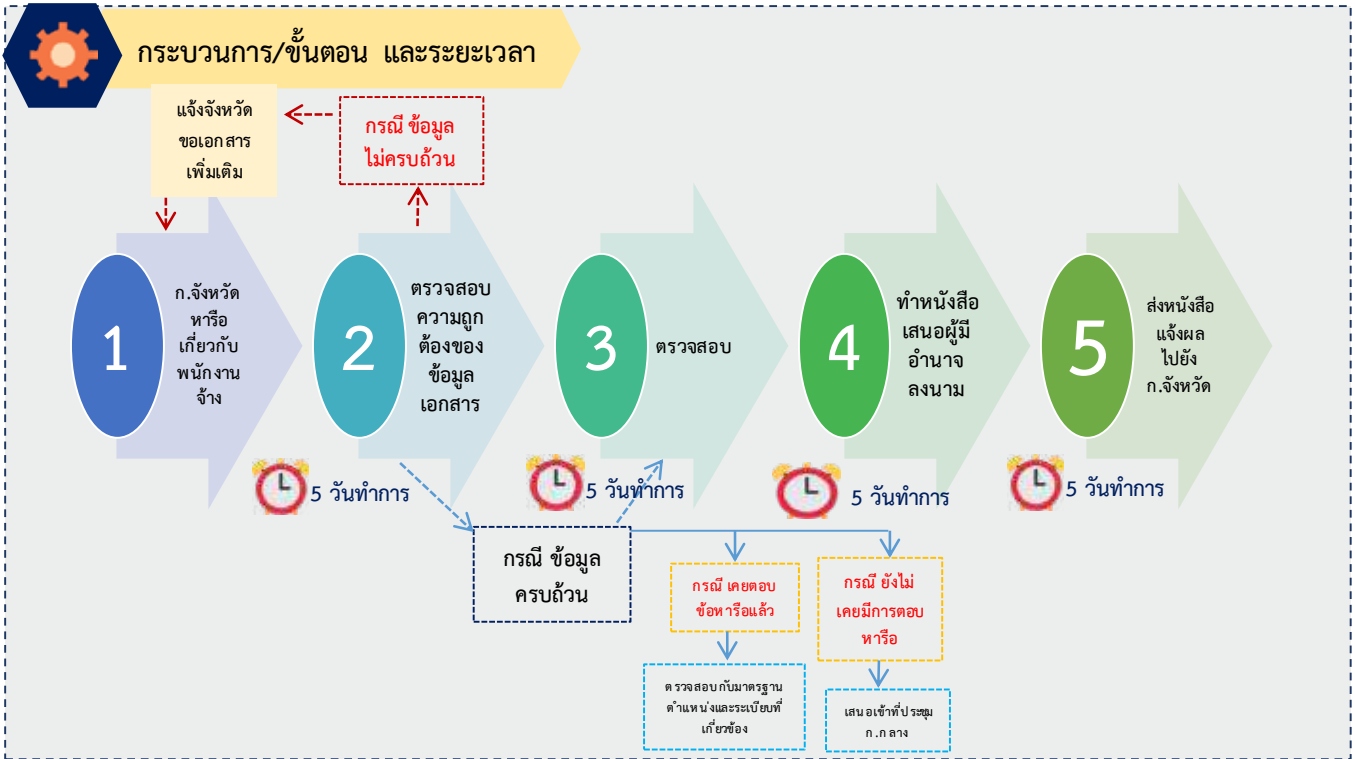 กระบวนการ/ขั้นตอน และระยะเวลา
แจ้งจังหวัด
ขอเอกสาร
เพิ่มเติม
กรณี ข้อมูล
ไม่ครบถ้วน
1
ก.จังหวัด
หารือ
เกี่ยวกับ
พนักงาน
จ้าง
2
ตรวจสอบ
ความถูก
ต้องของ
ข้อมูล
เอกสาร
3
ตรวจสอบ
4
ทำหนังสือ
เสนอผู้มี
อำนาจ
ลงนาม
5
ส่งหนังสือ
แจ้งผล
ไปยัง
ก.จังหวัด
5 วันทำการ
5 วันทำการ
5 วันทำการ
5 วันทำการ
กรณี ข้อมูล
ครบถ้วน
กรณี เคยตอบ
ข้อหารือแล้ว
กรณี ยังไม่
เคยมีการตอบ
หารือ
ตรวจสอบกับมาตรฐาน
ตำแหน่งและระเบียบที่
เกี่ยวข้อง
เสนอเข้าที่ประชุม
ก.กลาง